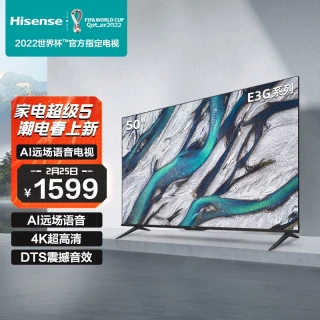 Hisense
FIFA WORLD CUP
Qatar2022
2022世界杯™官方指定电视
家电超级5
潮电春上新
AI远场语音电视
2月25日
¥1599
AI远场语音
4K超高清
DTS震撼音效
50"
E3G系列